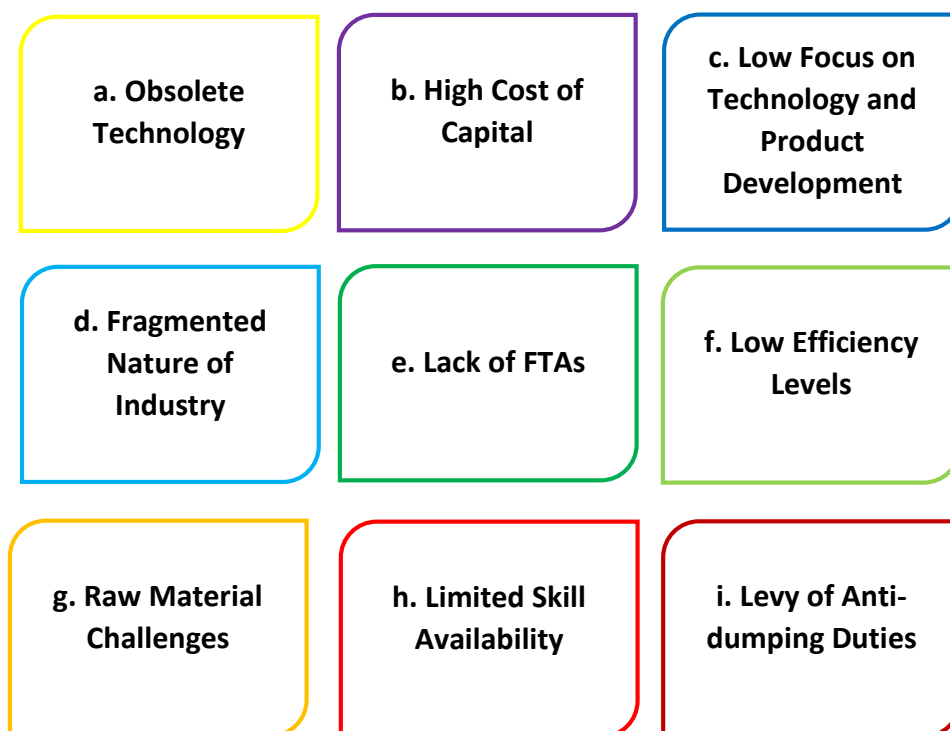 a. Obsolete
Technology
b. High Cost of
Capital
c. Low Focus on
Technology and
Product
Development
d. Fragmented
Nature of
Industry
e. Lack of FTAs
f. Low Efficiency
Levels
g. Raw Material
Challenges
h. Limited Skill
Availability
i. Levy of Anti-
dumping Duties